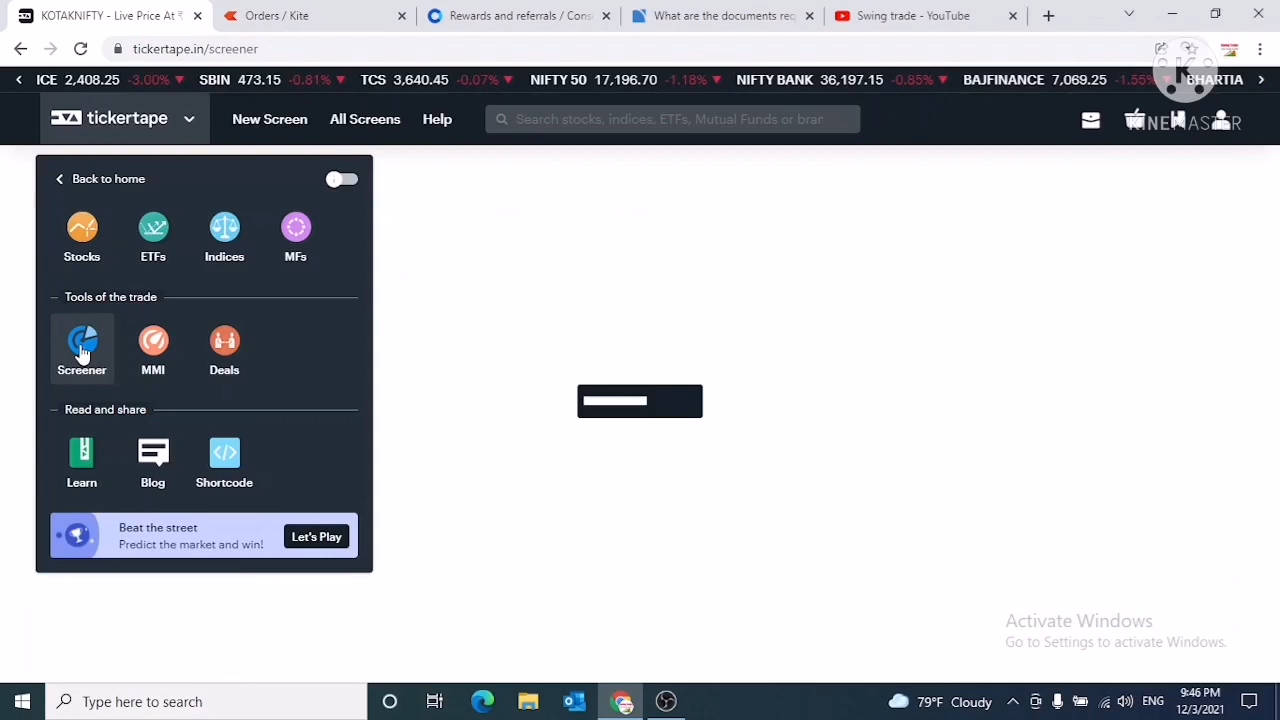 KOTAKNIFTY - Live Price At ₹
Orders / Kite
Rewards and referrals / Cons
What are the documents req
Swing trade - YouTube
tickertape.in/screener
ICE 2,408.25 -3.00% SBIN 473.15 -0.81% TCS 3,640.45 -0.07% NIFTY 50 17,196.70 -1.18% NIFTY BANK 36,197.15 -0.85% BAJFINANCE 7,069.25 -1.55% BHARTIA
tickertape
New Screen
All Screens
Help
Search stocks, indices, ETFs, Mutual Funds or brar
KINEMASTER
Back to home
Stocks
ETFs
Indices
MFs
Tools of the trade
Screener
MMI
Deals
Read and share
Learn
Blog
Shortcode
Beat the street
Predict the market and win!
Let's Play
Activate Windows
Go to Settings to activate Windows.
Type here to search
79°F Cloudy
ENG
9:46 PM
12/3/2021